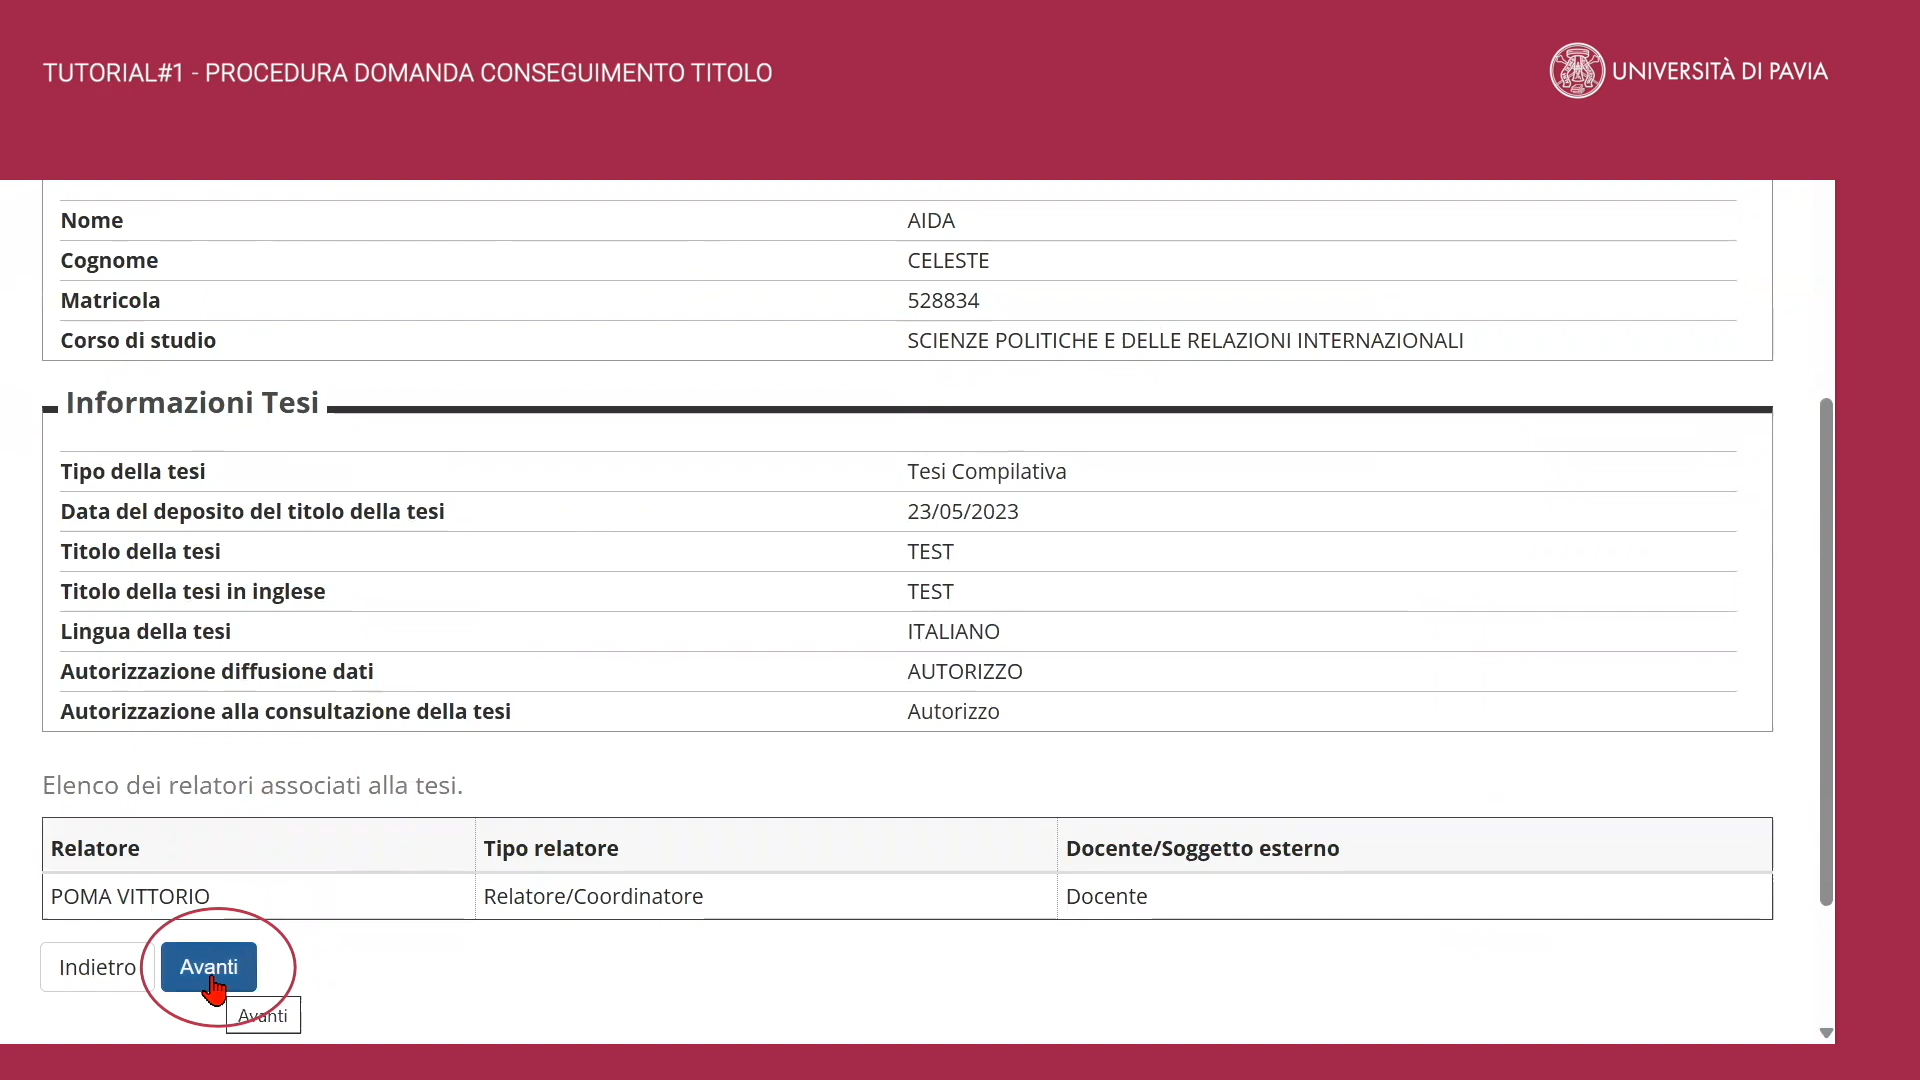 TUTORIAL#1 - PROCEDURA DOMANDA CONSEGUIMENTO TITOLO
UNIVERSITÀ DI PAVIA
Nome AIDA
Cognome CELESTE
Matricola 528834
Corso di studio SCIENZE POLITICHE E DELLE RELAZIONI INTERNAZIONALI
Informazioni Tesi
Tipo della tesi Tesi Compilativa
Data del deposito del titolo della tesi 23/05/2023
Titolo della tesi TEST
Titolo della tesi in inglese TEST
Lingua della tesi ITALIANO
Autorizzazione diffusione dati AUTORIZZO
Autorizzazione alla consultazione della tesi Autorizzo
Elenco dei relatori associati alla tesi.
Relatore Tipo relatore Docente/Soggetto esterno
POMA VITTORIO Relatore/Coordinatore Docente
Indietro Avanti
Avanti